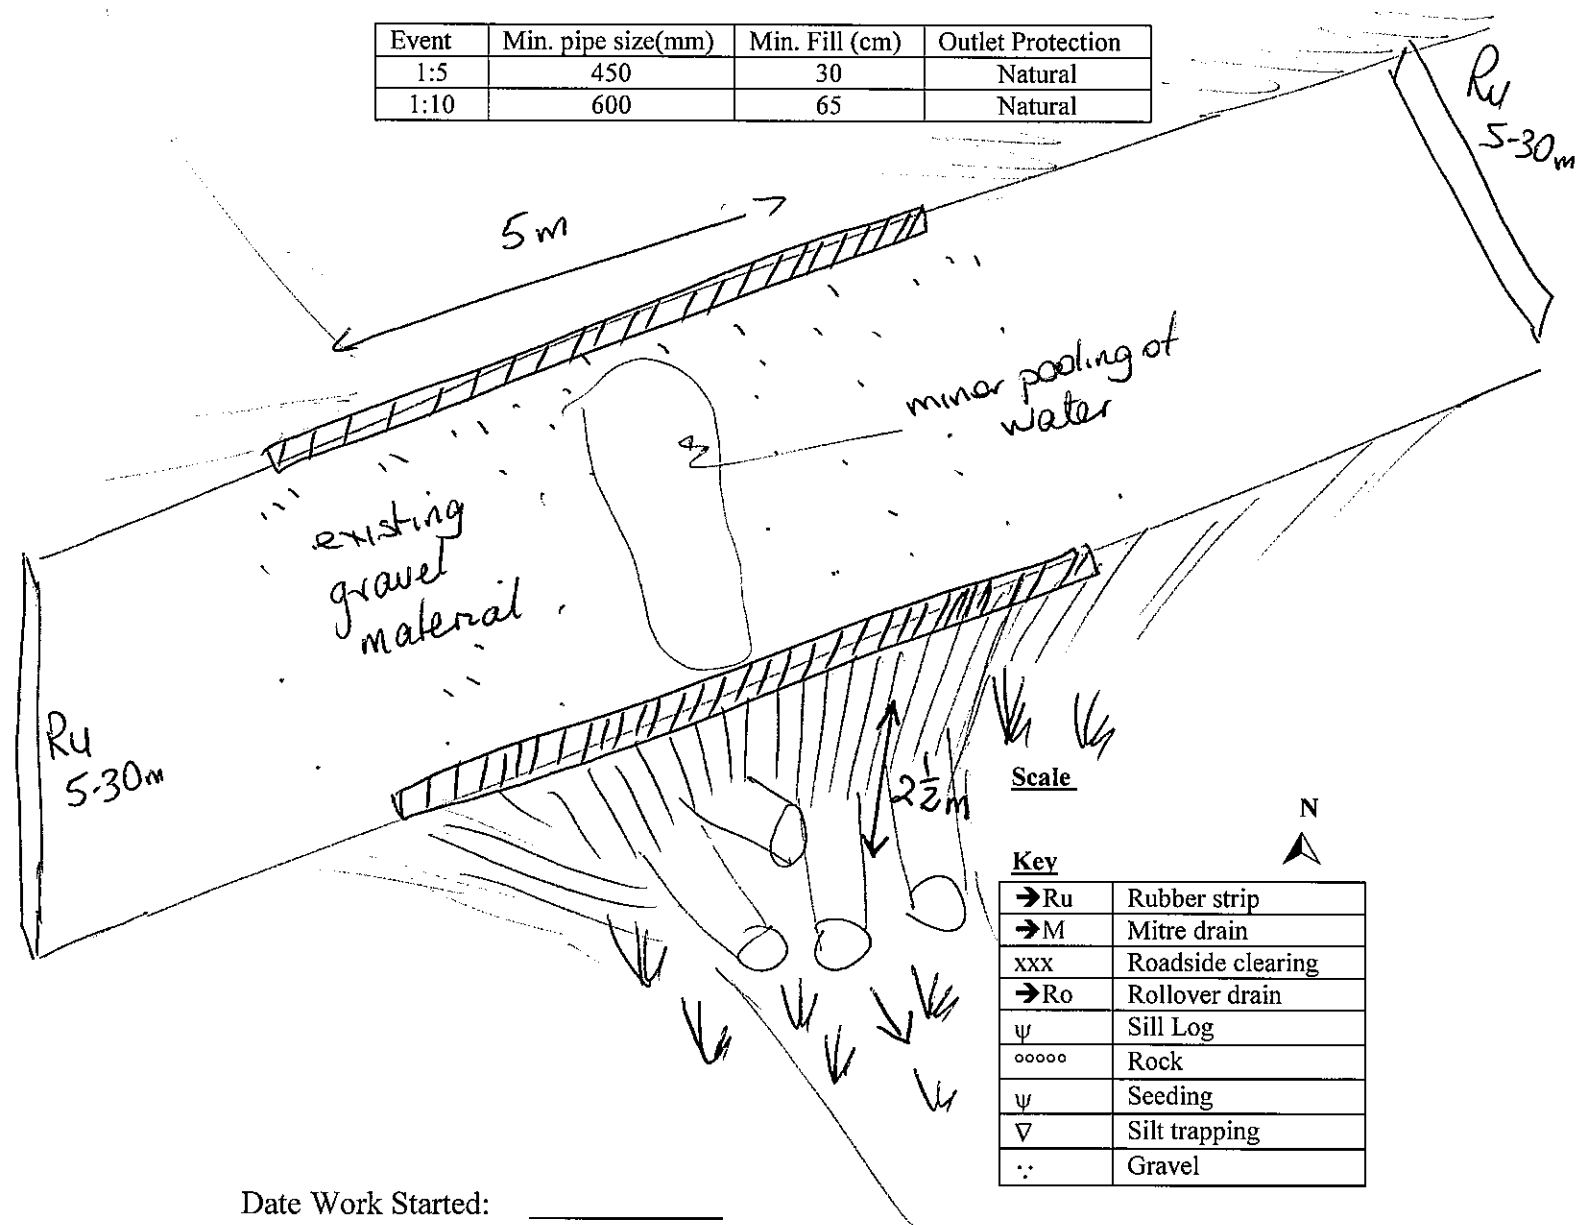 Event Min. pipe size(mm) Min. Fill (cm) Outlet Protection
1:5 450 30 Natural
1:10 600 65 Natural
Ru
5-30m
5m
minor pooling of
water
existing
gravel
material
Ru
5-30m
2 1/2 m
Scale
N
Key
➔Ru Rubber strip
➔M Mitre drain
xxx Roadside clearing
➔Ro Rollover drain
ψ Sill Log
ooooo Rock
ψ Seeding
∇ Silt trapping
∵ Gravel
Date Work Started: